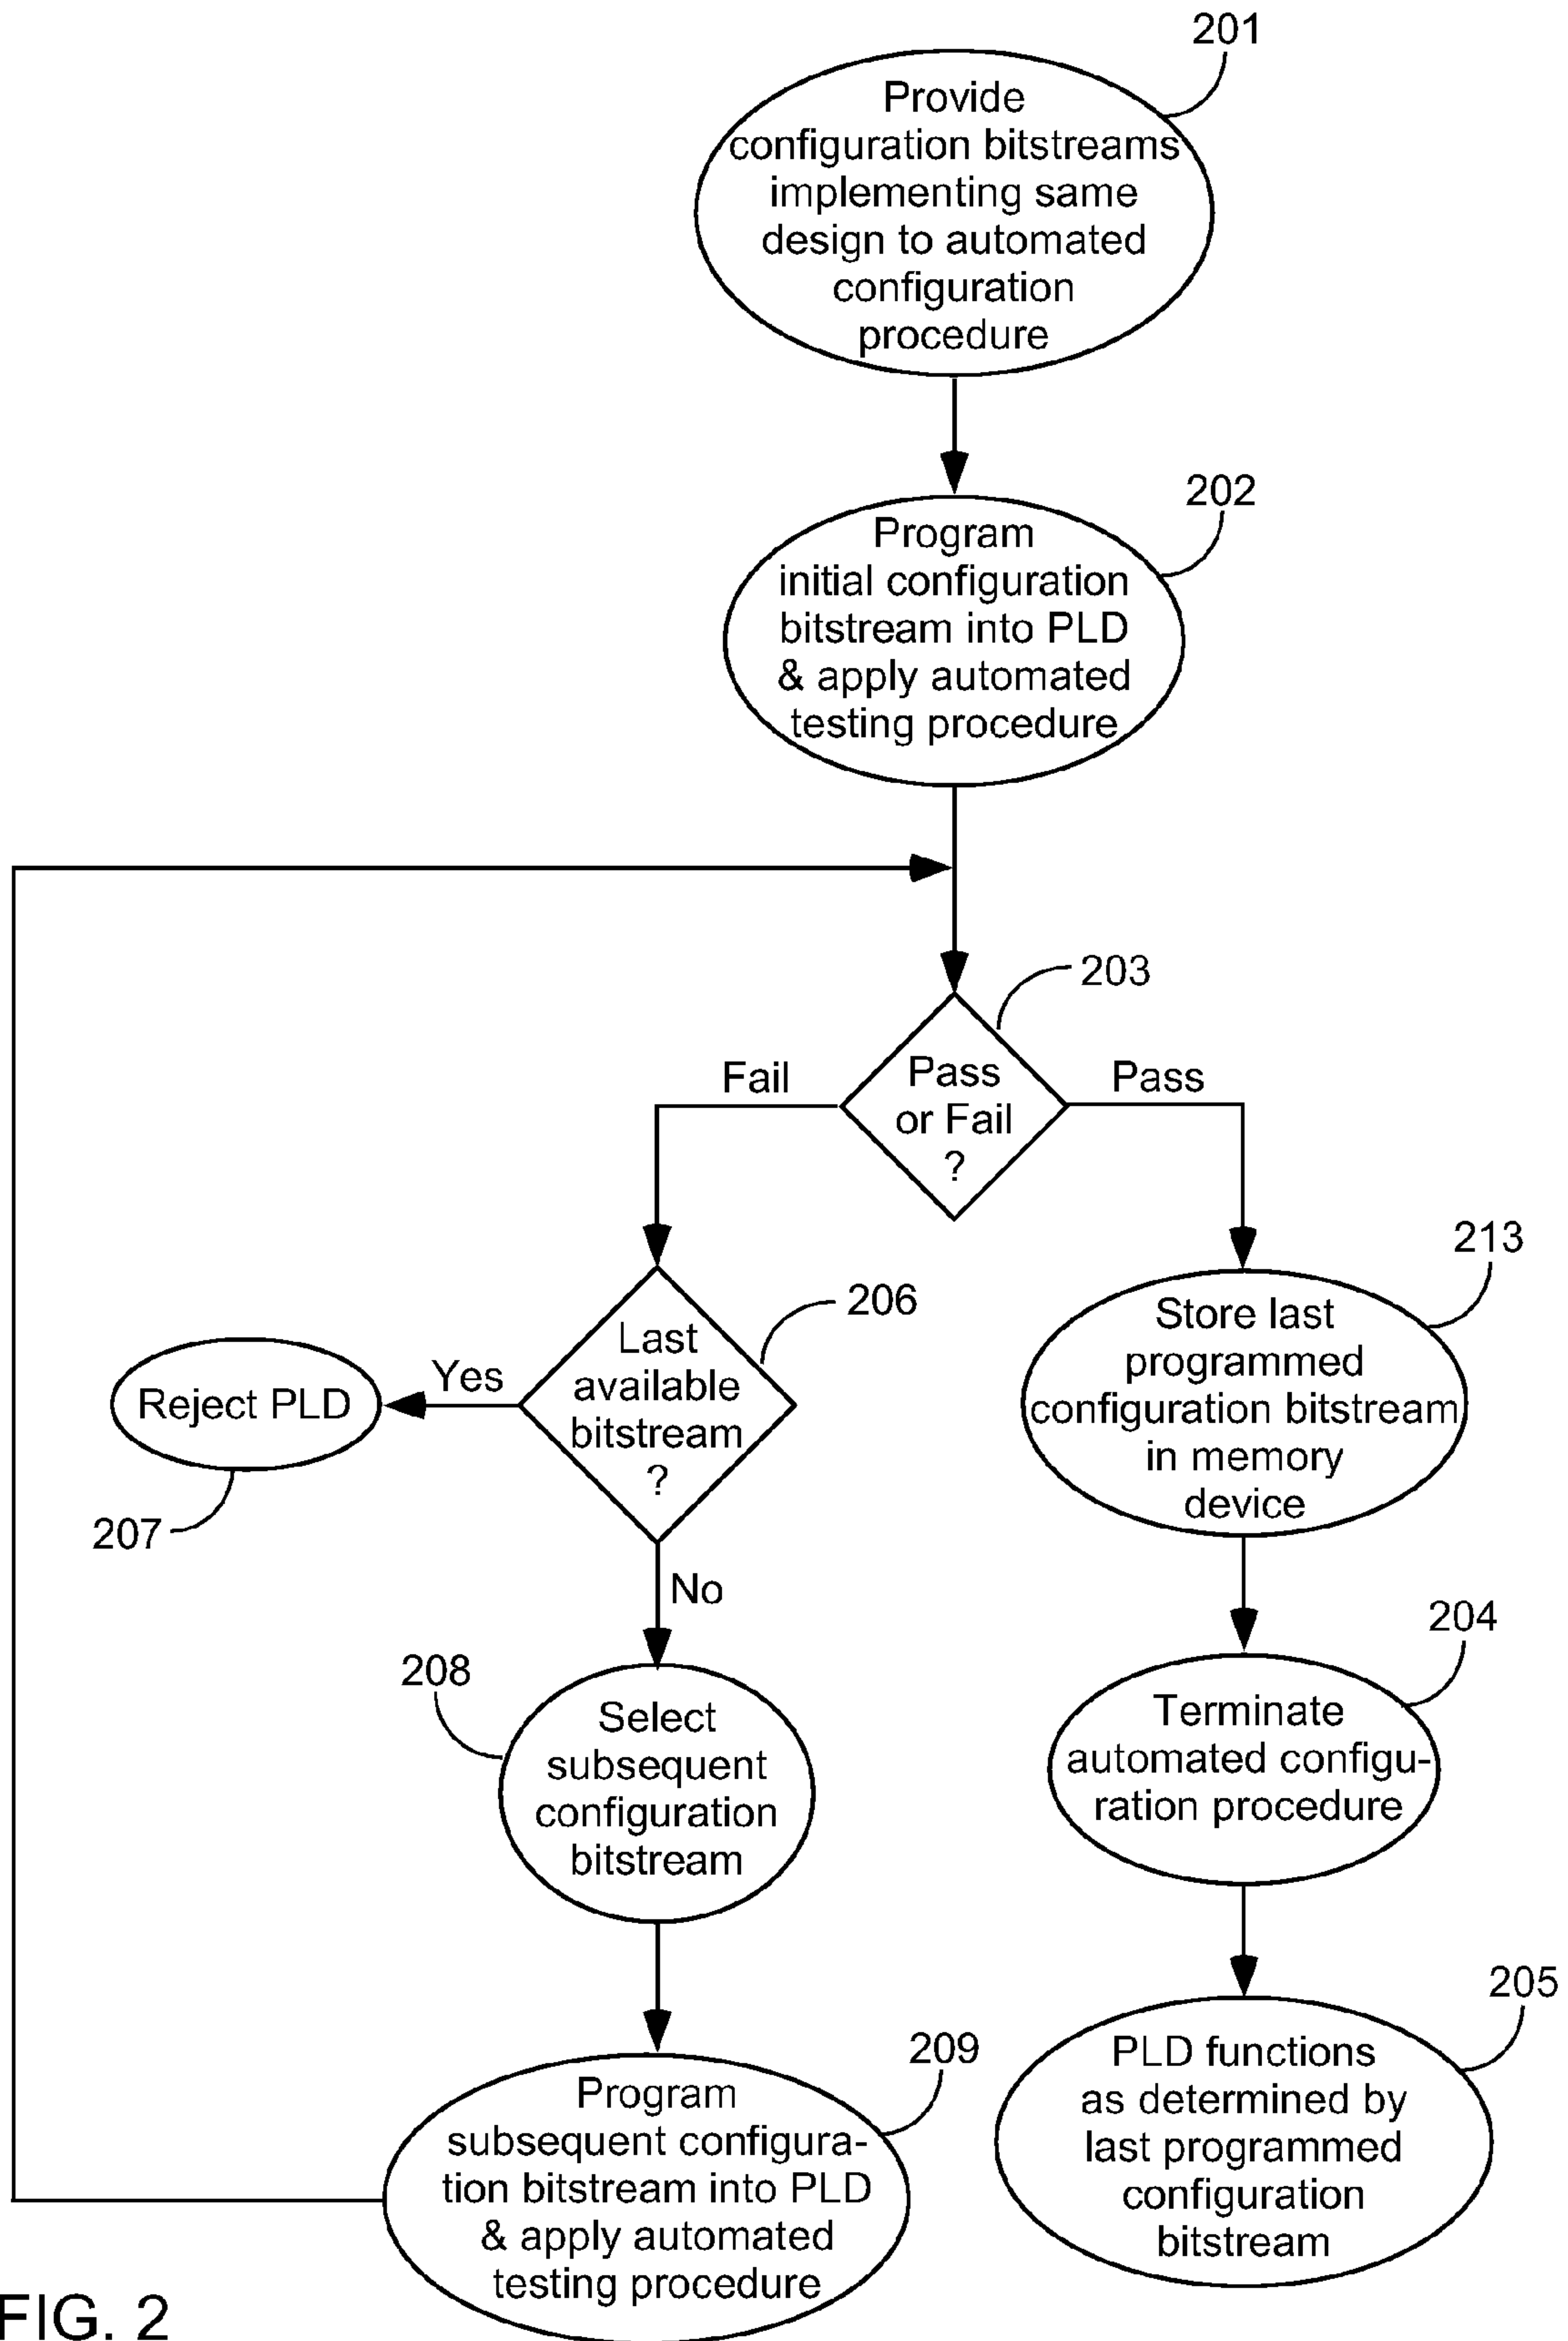 201
Provide
configuration bitstreams
implementing same
design to automated
configuration
procedure
202
Program
initial configuration
bitstream into PLD
& apply automated
testing procedure
203
Fail
Pass
or Fail
?
Pass
213
206
Last
available
bitstream
?
Yes
Reject PLD
207
Store last
programmed
configuration bitstream
in memory
device
No
208
Select
subsequent
configuration
bitstream
204
Terminate
automated configu-
ration procedure
209
Program
subsequent configura-
tion bitstream into PLD
& apply automated
testing procedure
205
PLD functions
as determined by
last programmed
configuration
bitstream
FIG. 2